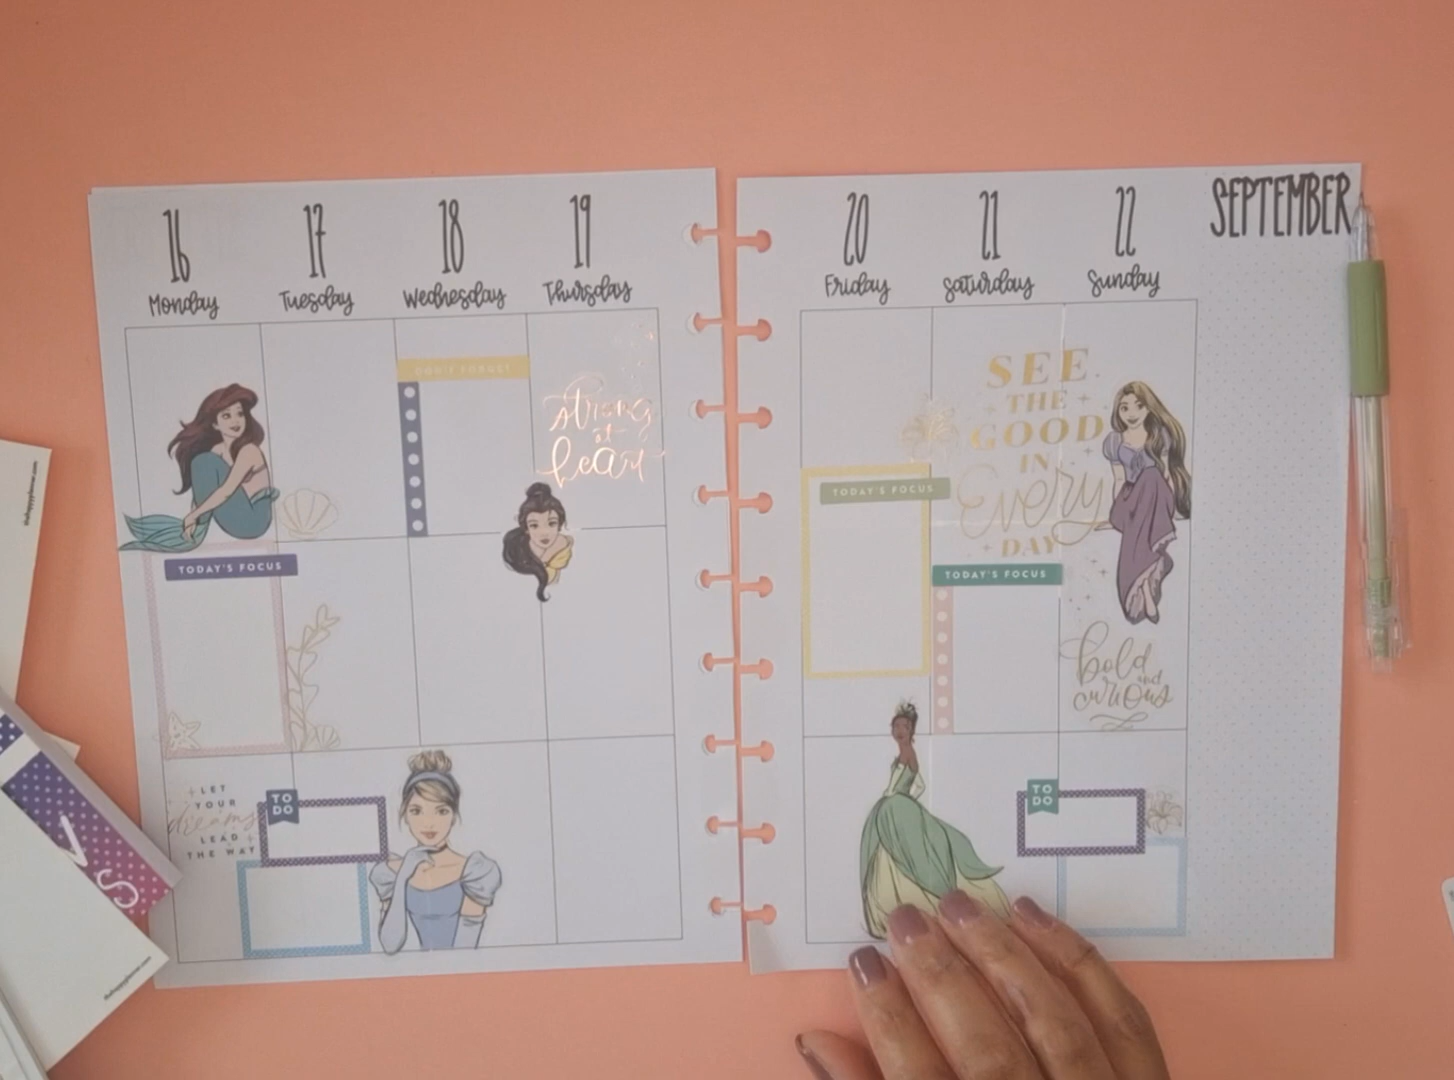 16
Monday
17
Tuesday
18
Wednesday
19
Thursday
20
Friday
21
Saturday
22
Sunday
SEPTEMBER
DON'T FORGET
strong
at
heart
TODAY'S FOCUS
LET
YOUR
dreams
LEAD
THE WAY
TO
DO
SEE
THE
GOOD
IN
Every
DAY
TODAY'S FOCUS
TODAY'S FOCUS
bold
and
curious
TO
DO